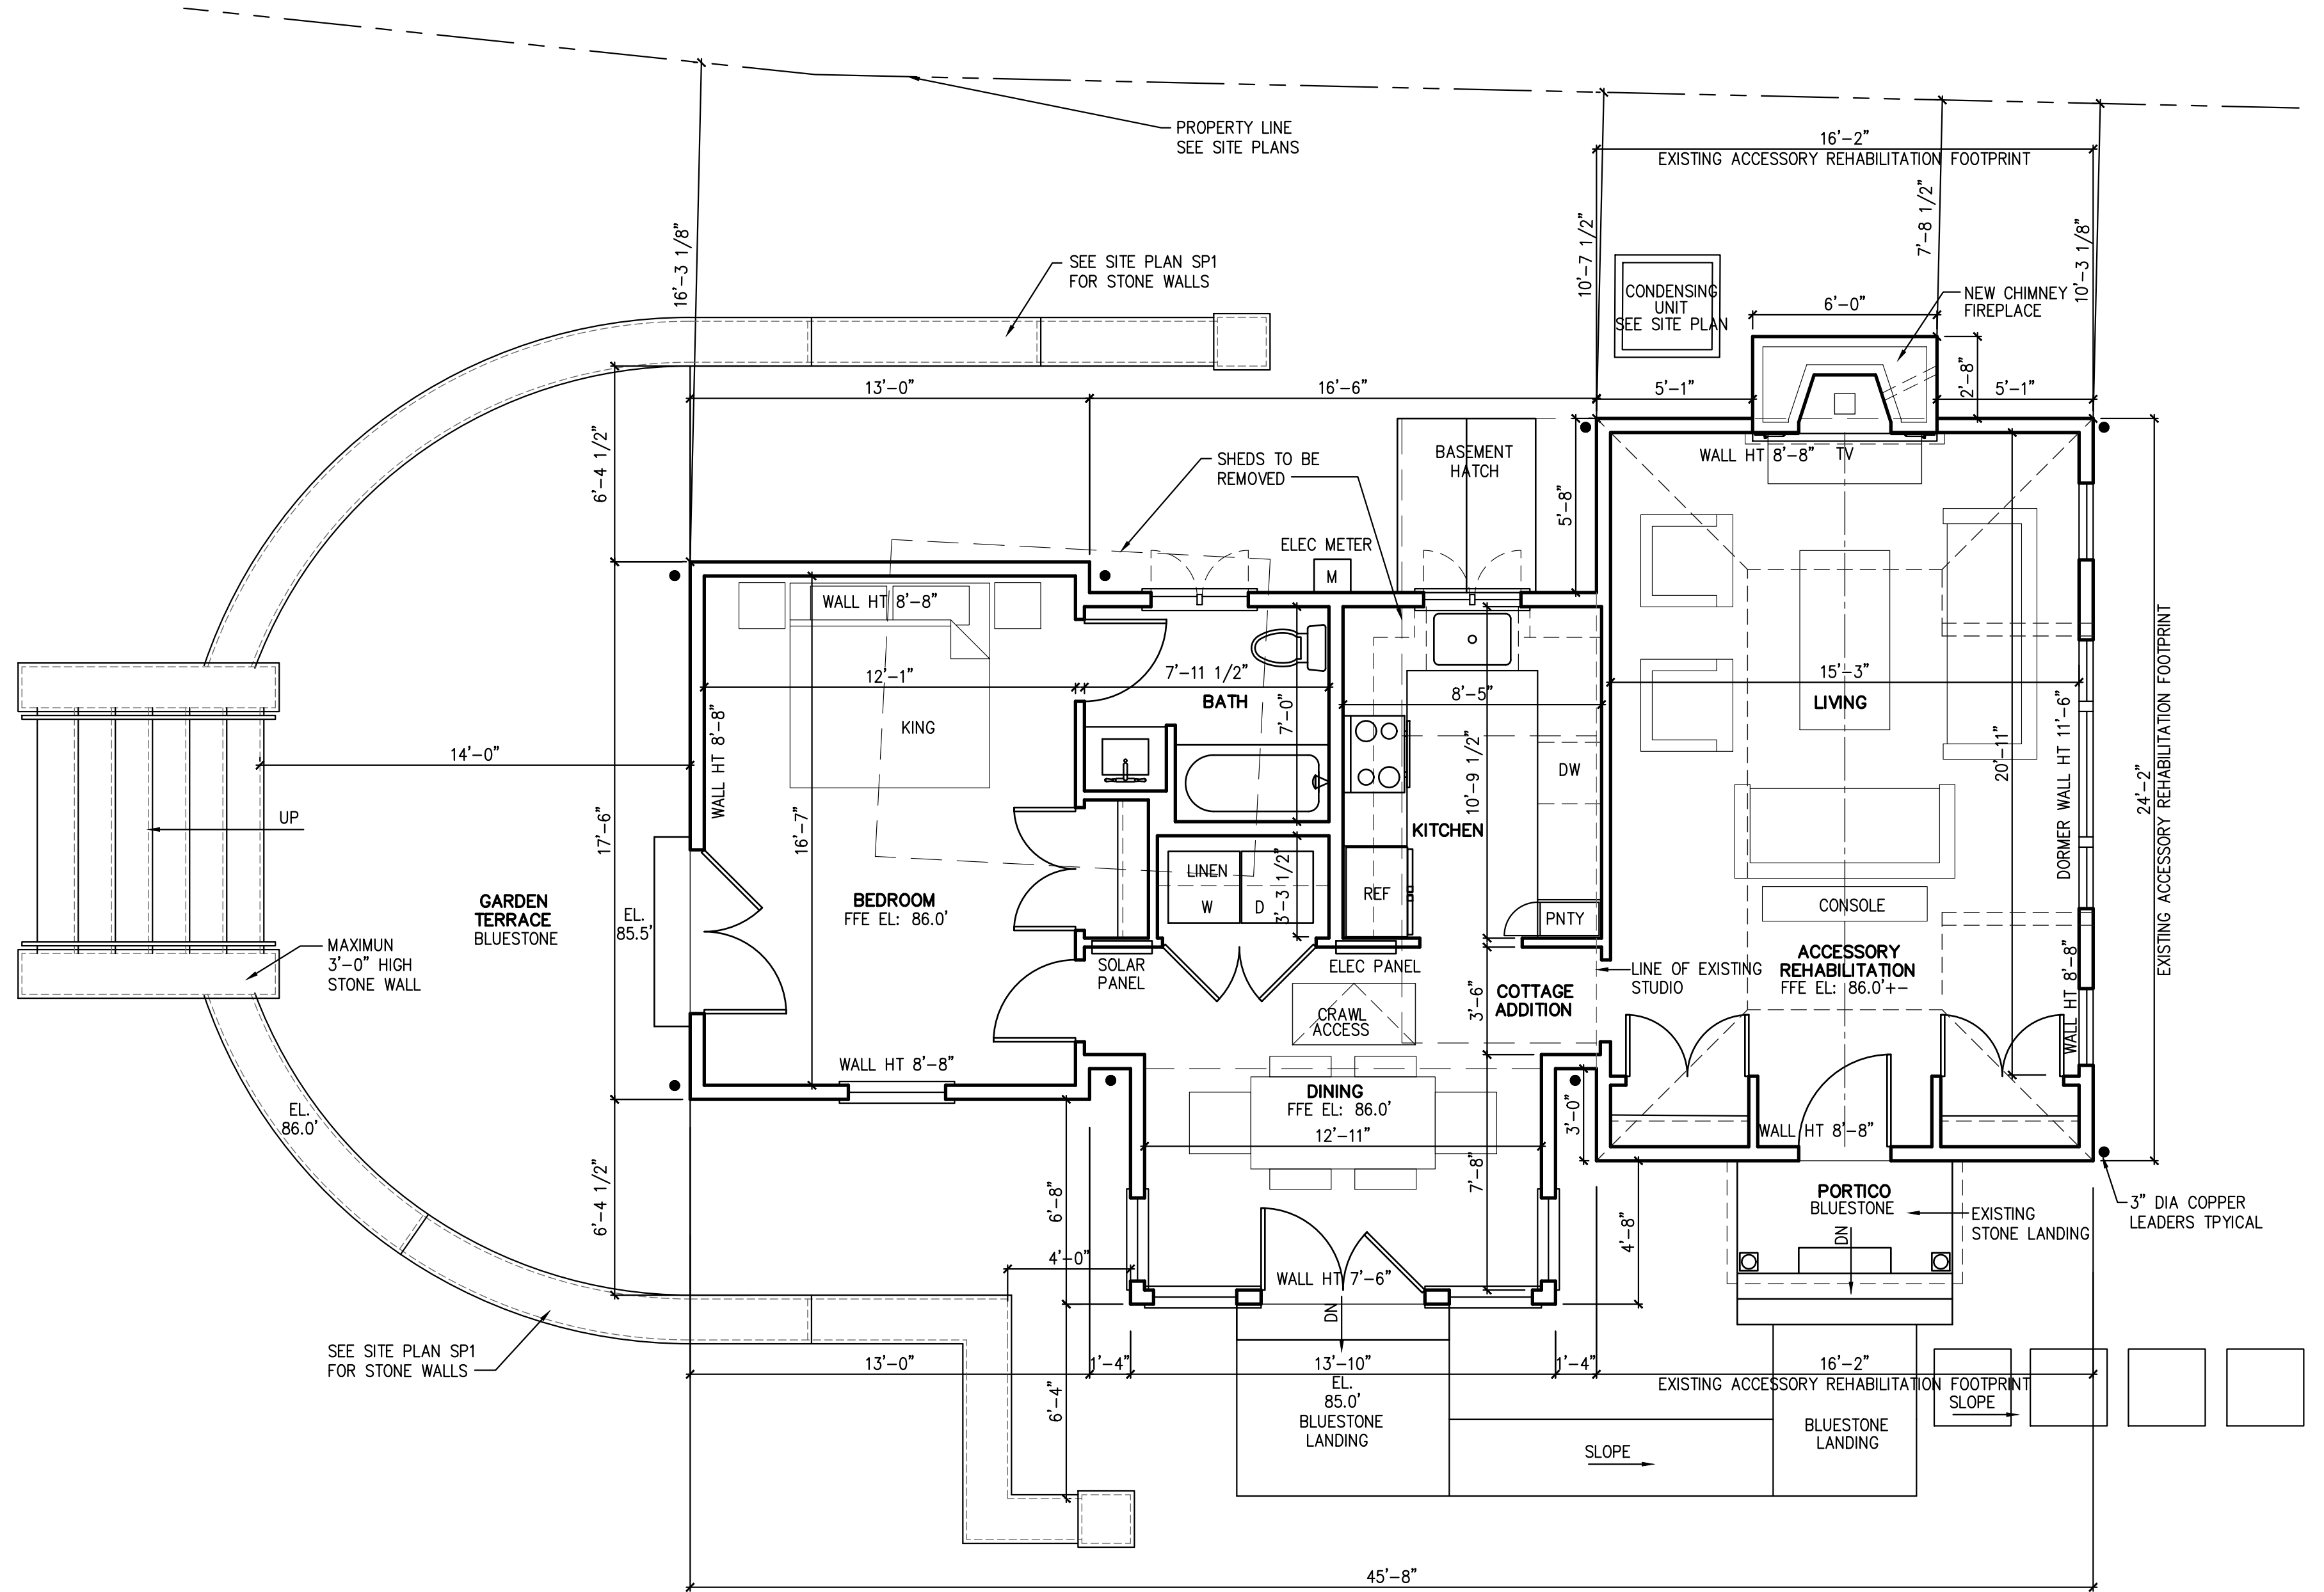 PROPERTY LINE
SEE SITE PLANS
16'-2"
EXISTING ACCESSORY REHABILITATION FOOTPRINT
16'-3 1/8"
10'-7 1/2"
7'-8 1/2"
10'-3 1/8"
SEE SITE PLAN SP1
FOR STONE WALLS
CONDENSING
UNIT
SEE SITE PLAN
6'-0"
NEW CHIMNEY
FIREPLACE
2'-8"
13'-0"
16'-6"
5'-1"
5'-1"
6'-4 1/2"
SHEDS TO BE
REMOVED
BASEMENT
HATCH
5'-8"
WALL HT 8'-8"
TV
ELEC METER
M
WALL HT 8'-8"
12'-1"
7'-11 1/2"
BATH
7'-0"
8'-5"
15'-3"
LIVING
KING
WALL HT 8'-8"
14'-0"
UP
17'-6"
16'-7"
10'-9 1/2"
DW
KITCHEN
20'-11"
DORMER WALL HT 11'-6"
24'-2"
EXISTING ACCESSORY REHABILITATION FOOTPRINT
GARDEN
TERRACE
BLUESTONE
EL.
85.5'
BEDROOM
FFE EL: 86.0'
LINEN
W
D
3'-3 1/2"
REF
PNTY
CONSOLE
MAXIMUN
3'-0" HIGH
STONE WALL
SOLAR
PANEL
ELEC PANEL
LINE OF EXISTING
STUDIO
ACCESSORY
REHABILITATION
FFE EL: 86.0'+-
WALL HT 8'-8"
COTTAGE
ADDITION
3'-6"
CRAWL
ACCESS
WALL HT 8'-8"
DINING
FFE EL: 86.0'
12'-11"
3'-0"
WALL HT 8'-8"
EL.
86.0'
6'-4 1/2"
6'-8"
7'-8"
4'-8"
PORTICO
BLUESTONE
DN
EXISTING
STONE LANDING
3" DIA COPPER
LEADERS TPYICAL
4'-0"
WALL HT 7'-6"
DN
SEE SITE PLAN SP1
FOR STONE WALLS
13'-0"
1'-4"
13'-10"
1'-4"
16'-2"
EXISTING ACCESSORY REHABILITATION FOOTPRINT
6'-4"
EL.
85.0'
BLUESTONE
LANDING
SLOPE
BLUESTONE
LANDING
SLOPE
45'-8"